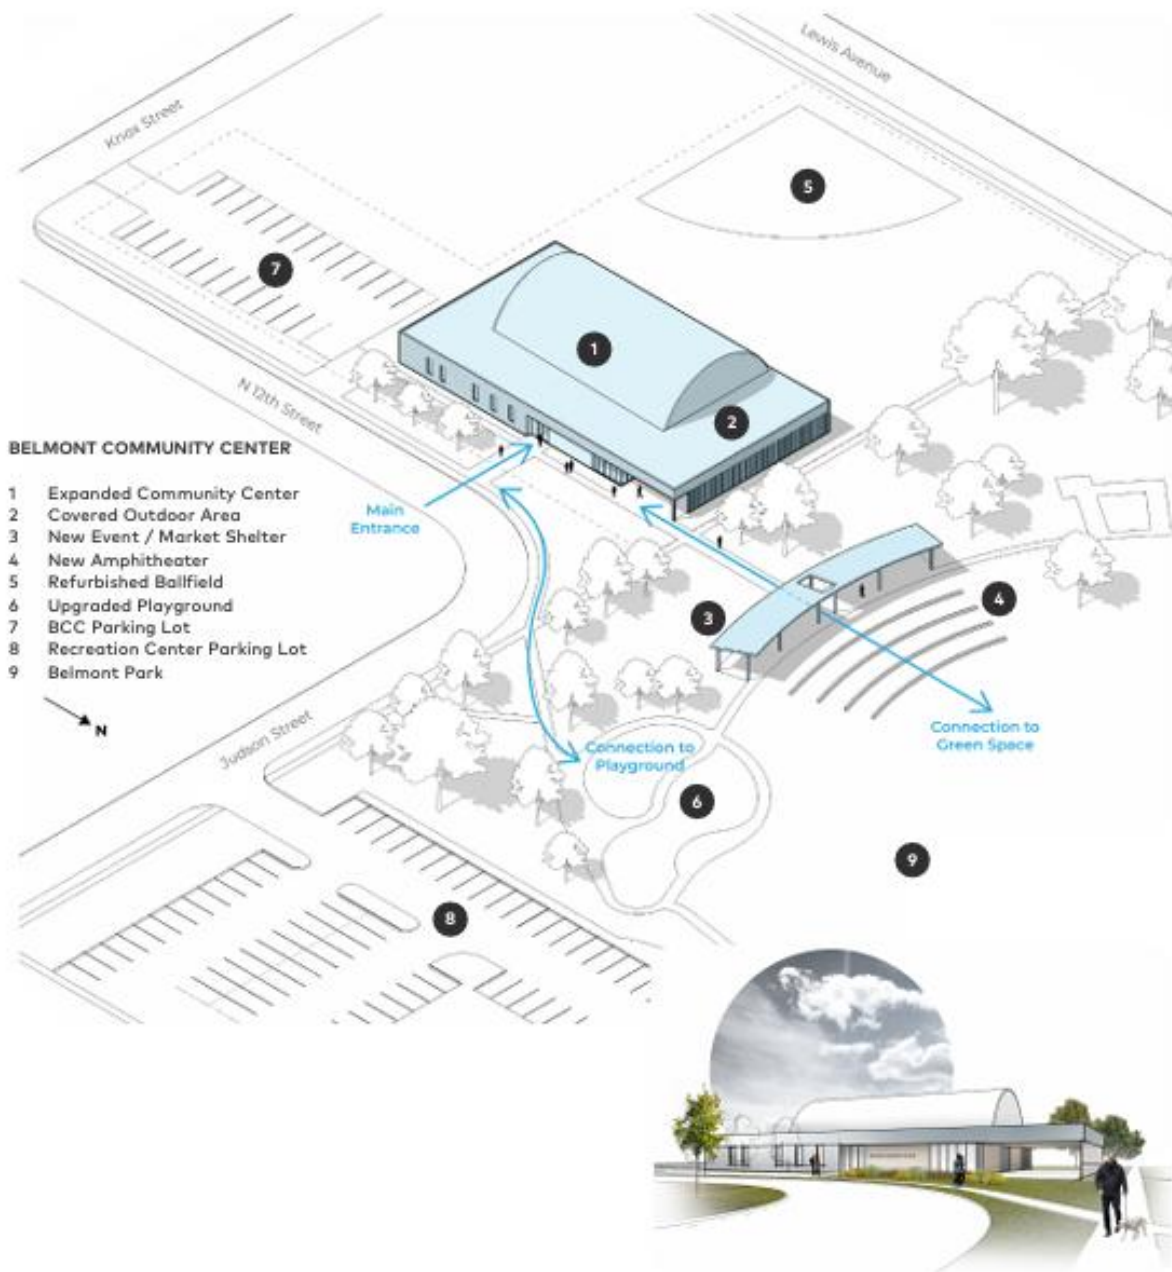 Lewis Avenue
Knox Street
5
7
1
N 12th Street
2
BELMONT COMMUNITY CENTER
1 Expanded Community Center
2 Covered Outdoor Area
3 New Event / Market Shelter
4 New Amphitheater
5 Refurbished Ballfield
6 Upgraded Playground
7 BCC Parking Lot
8 Recreation Center Parking Lot
9 Belmont Park
N
Main
Entrance
4
3
Judson Street
Connection to
Green Space
Connection to
Playground
6
9
8